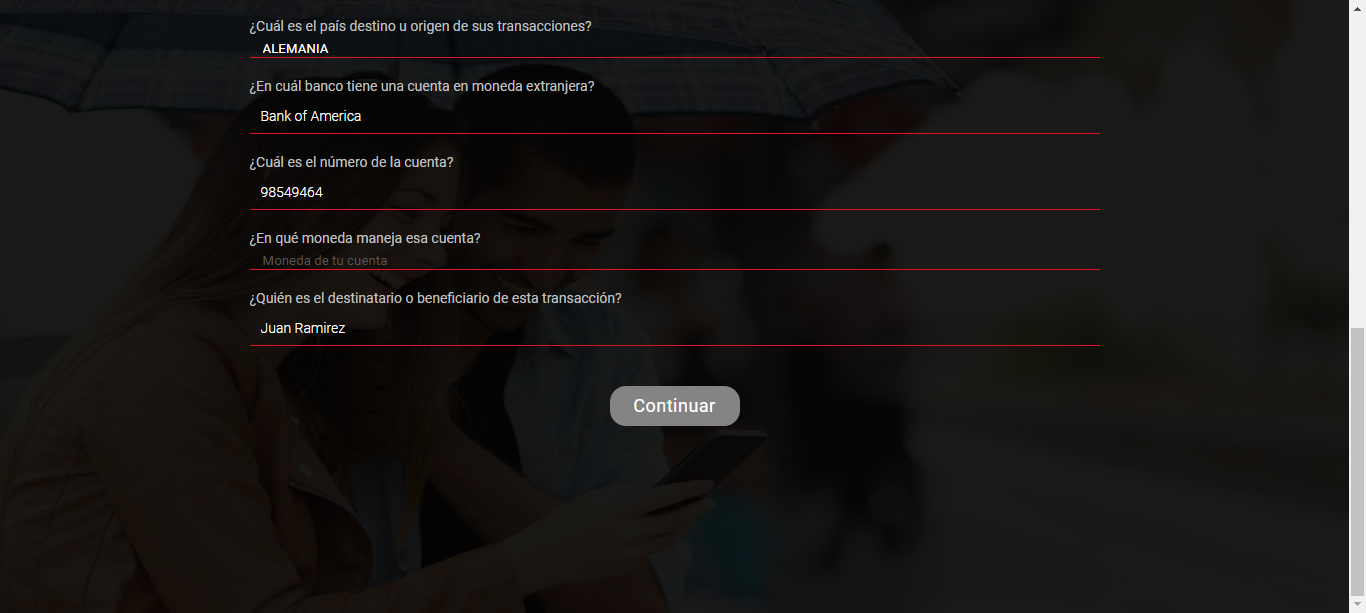 ¿Cuál es el país destino u origen de sus transacciones?
ALEMANIA
¿En cuál banco tiene una cuenta en moneda extranjera?
Bank of America
¿Cuál es el número de la cuenta?
98549464
¿En qué moneda maneja esa cuenta?
Moneda de tu cuenta
¿Quién es el destinatario o beneficiario de esta transacción?
Juan Ramirez
Continuar